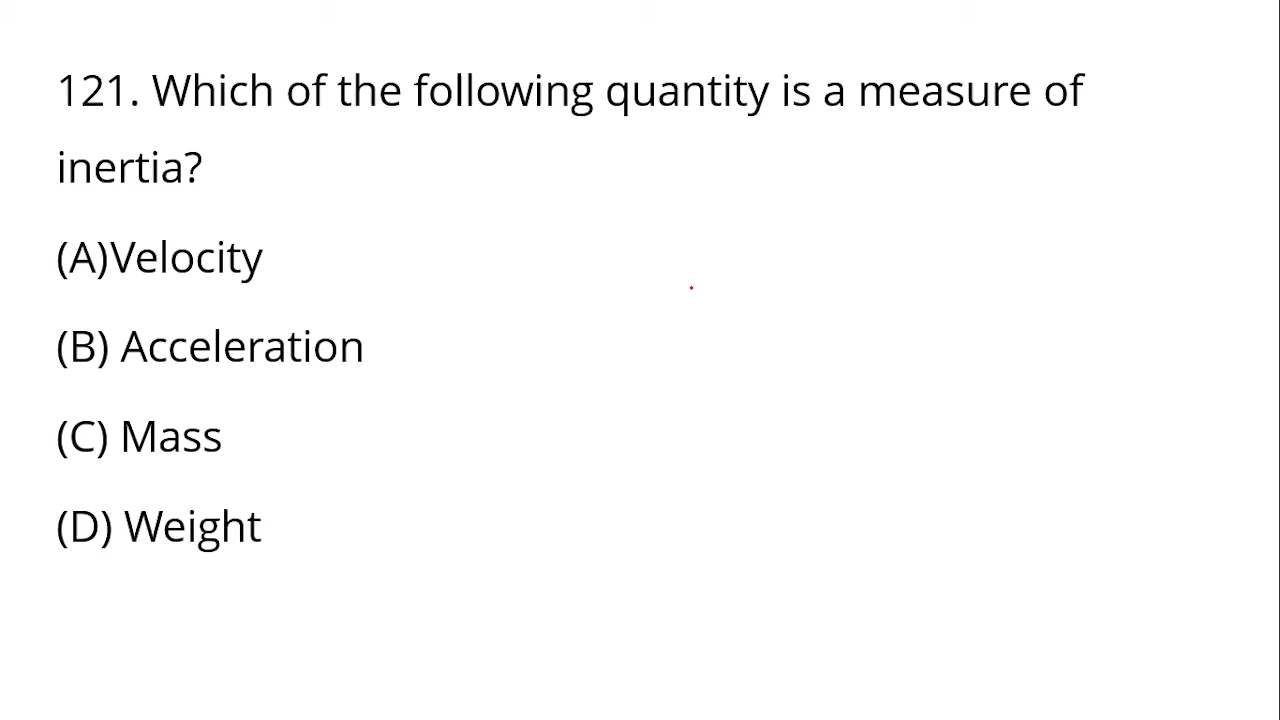 121. Which of the following quantity is a measure of
inertia?
(A)Velocity
(B) Acceleration
(C) Mass
(D) Weight